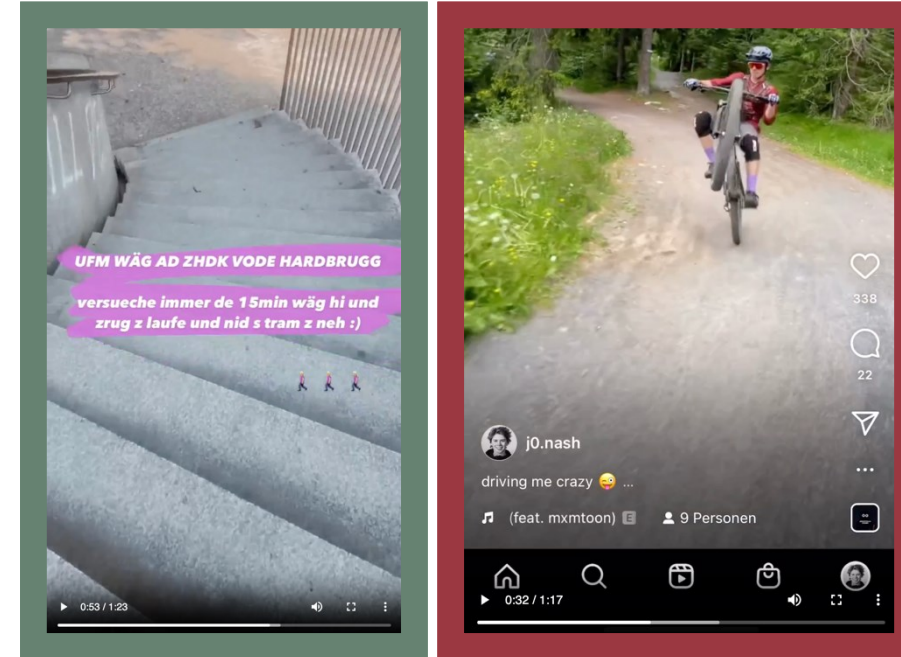 UFM WÄG AD ZHDK VODE HARDBRUGG
versueche immer de 15min wäg hi und
zrug z laufe und nid s tram z neh :)
0:53 / 1:23
338
22
j0.nash
driving me crazy 😜 ...
(feat. mxmtoon) E
9 Personen
0:32 / 1:17